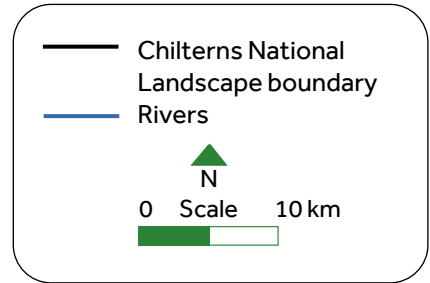 Chilterns National
Landscape boundary
Rivers
N
0 Scale 10 km